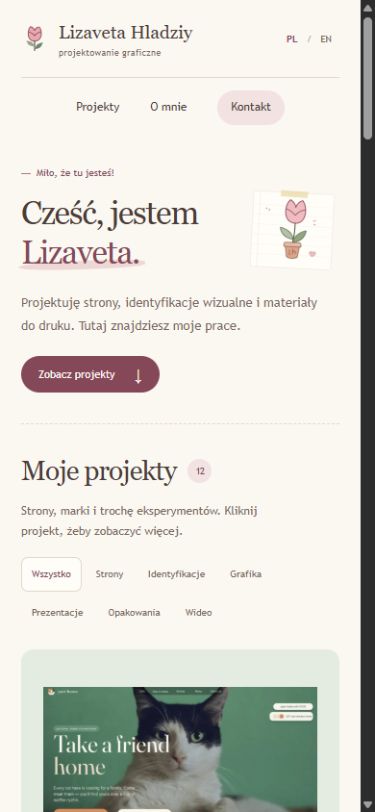 Lizaveta Hladziy
projektowanie graficzne
PL / EN
Projekty O mnie Kontakt
— Miło, że tu jesteś!
Cześć, jestem
Lizaveta.
Projektuję strony, identyfikacje wizualne i materiały
do druku. Tutaj znajdziesz moje prace.
Zobacz projekty ↓
Moje projekty 12
Strony, marki i trochę eksperymentów. Kliknij
projekt, żeby zobaczyć więcej.
Wszystko Strony Identyfikacje Grafika
Prezentacje Opakowania Wideo
Take a friend
home